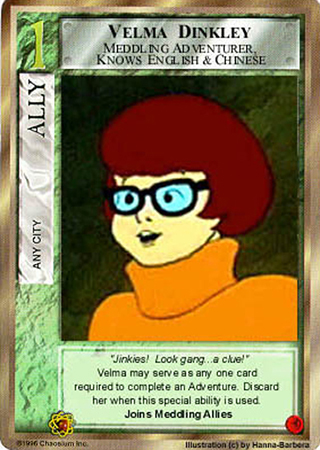 1
VELMA DINKLEY
MEDDLING ADVENTURER,
KNOWS ENGLISH & CHINESE
ALLY
ANY CITY
"Jinkies! Look gang...a clue!"
Velma may serve as any one card
required to complete an Adventure. Discard
her when this special ability is used.
Joins Meddling Allies
©1996 Chaosium Inc.
Illustration (c) by Hanna-Barbera